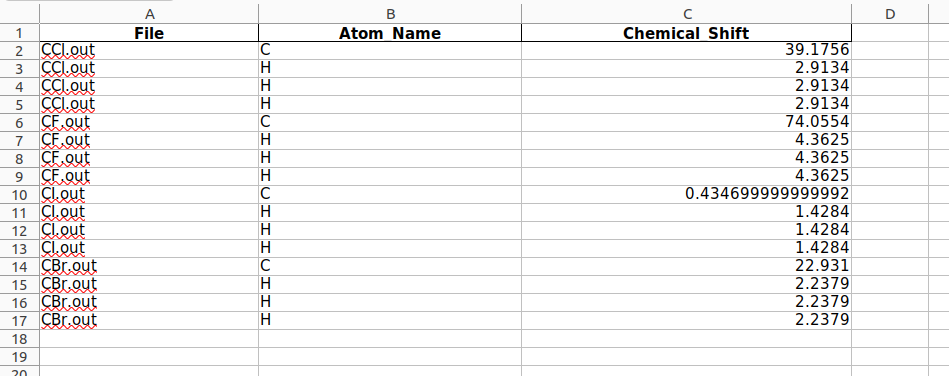 A B C D
1 File Atom Name Chemical Shift
2 CCl.out C 39.1756
3 CCl.out H 2.9134
4 CCl.out H 2.9134
5 CCl.out H 2.9134
6 CF.out C 74.0554
7 CF.out H 4.3625
8 CF.out H 4.3625
9 CF.out H 4.3625
10 CI.out C 0.434699999999992
11 CI.out H 1.4284
12 CI.out H 1.4284
13 CI.out H 1.4284
14 CBr.out C 22.931
15 CBr.out H 2.2379
16 CBr.out H 2.2379
17 CBr.out H 2.2379
18
19
20